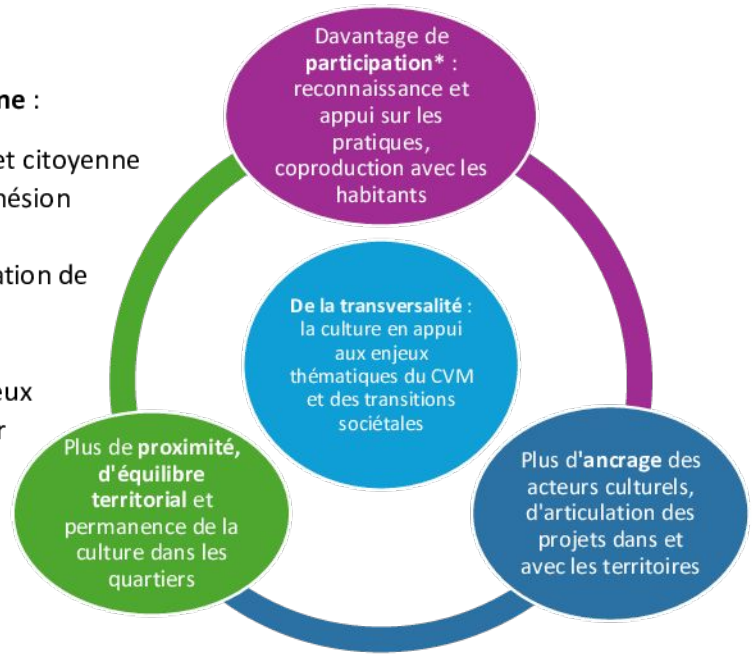 ne :
et citoyenne
hésion
ation de
eux
r
Davantage de
participation* :
reconnaissance et
appui sur les
pratiques,
coproduction avec les
habitants
De la transversalité :
la culture en appui
aux enjeux
thématiques du CVM
et des transitions
sociétales
Plus de proximité,
d'équilibre
territorial et
permanence de la
culture dans les
quartiers
Plus d'ancrage des
acteurs culturels,
d'articulation des
projets dans et
avec les territoires